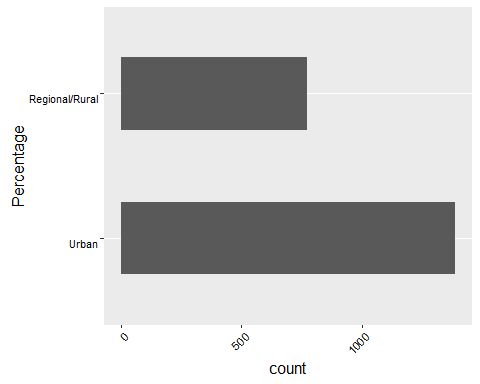 Percentage
Regional/Rural
Urban
0
500
1000
count